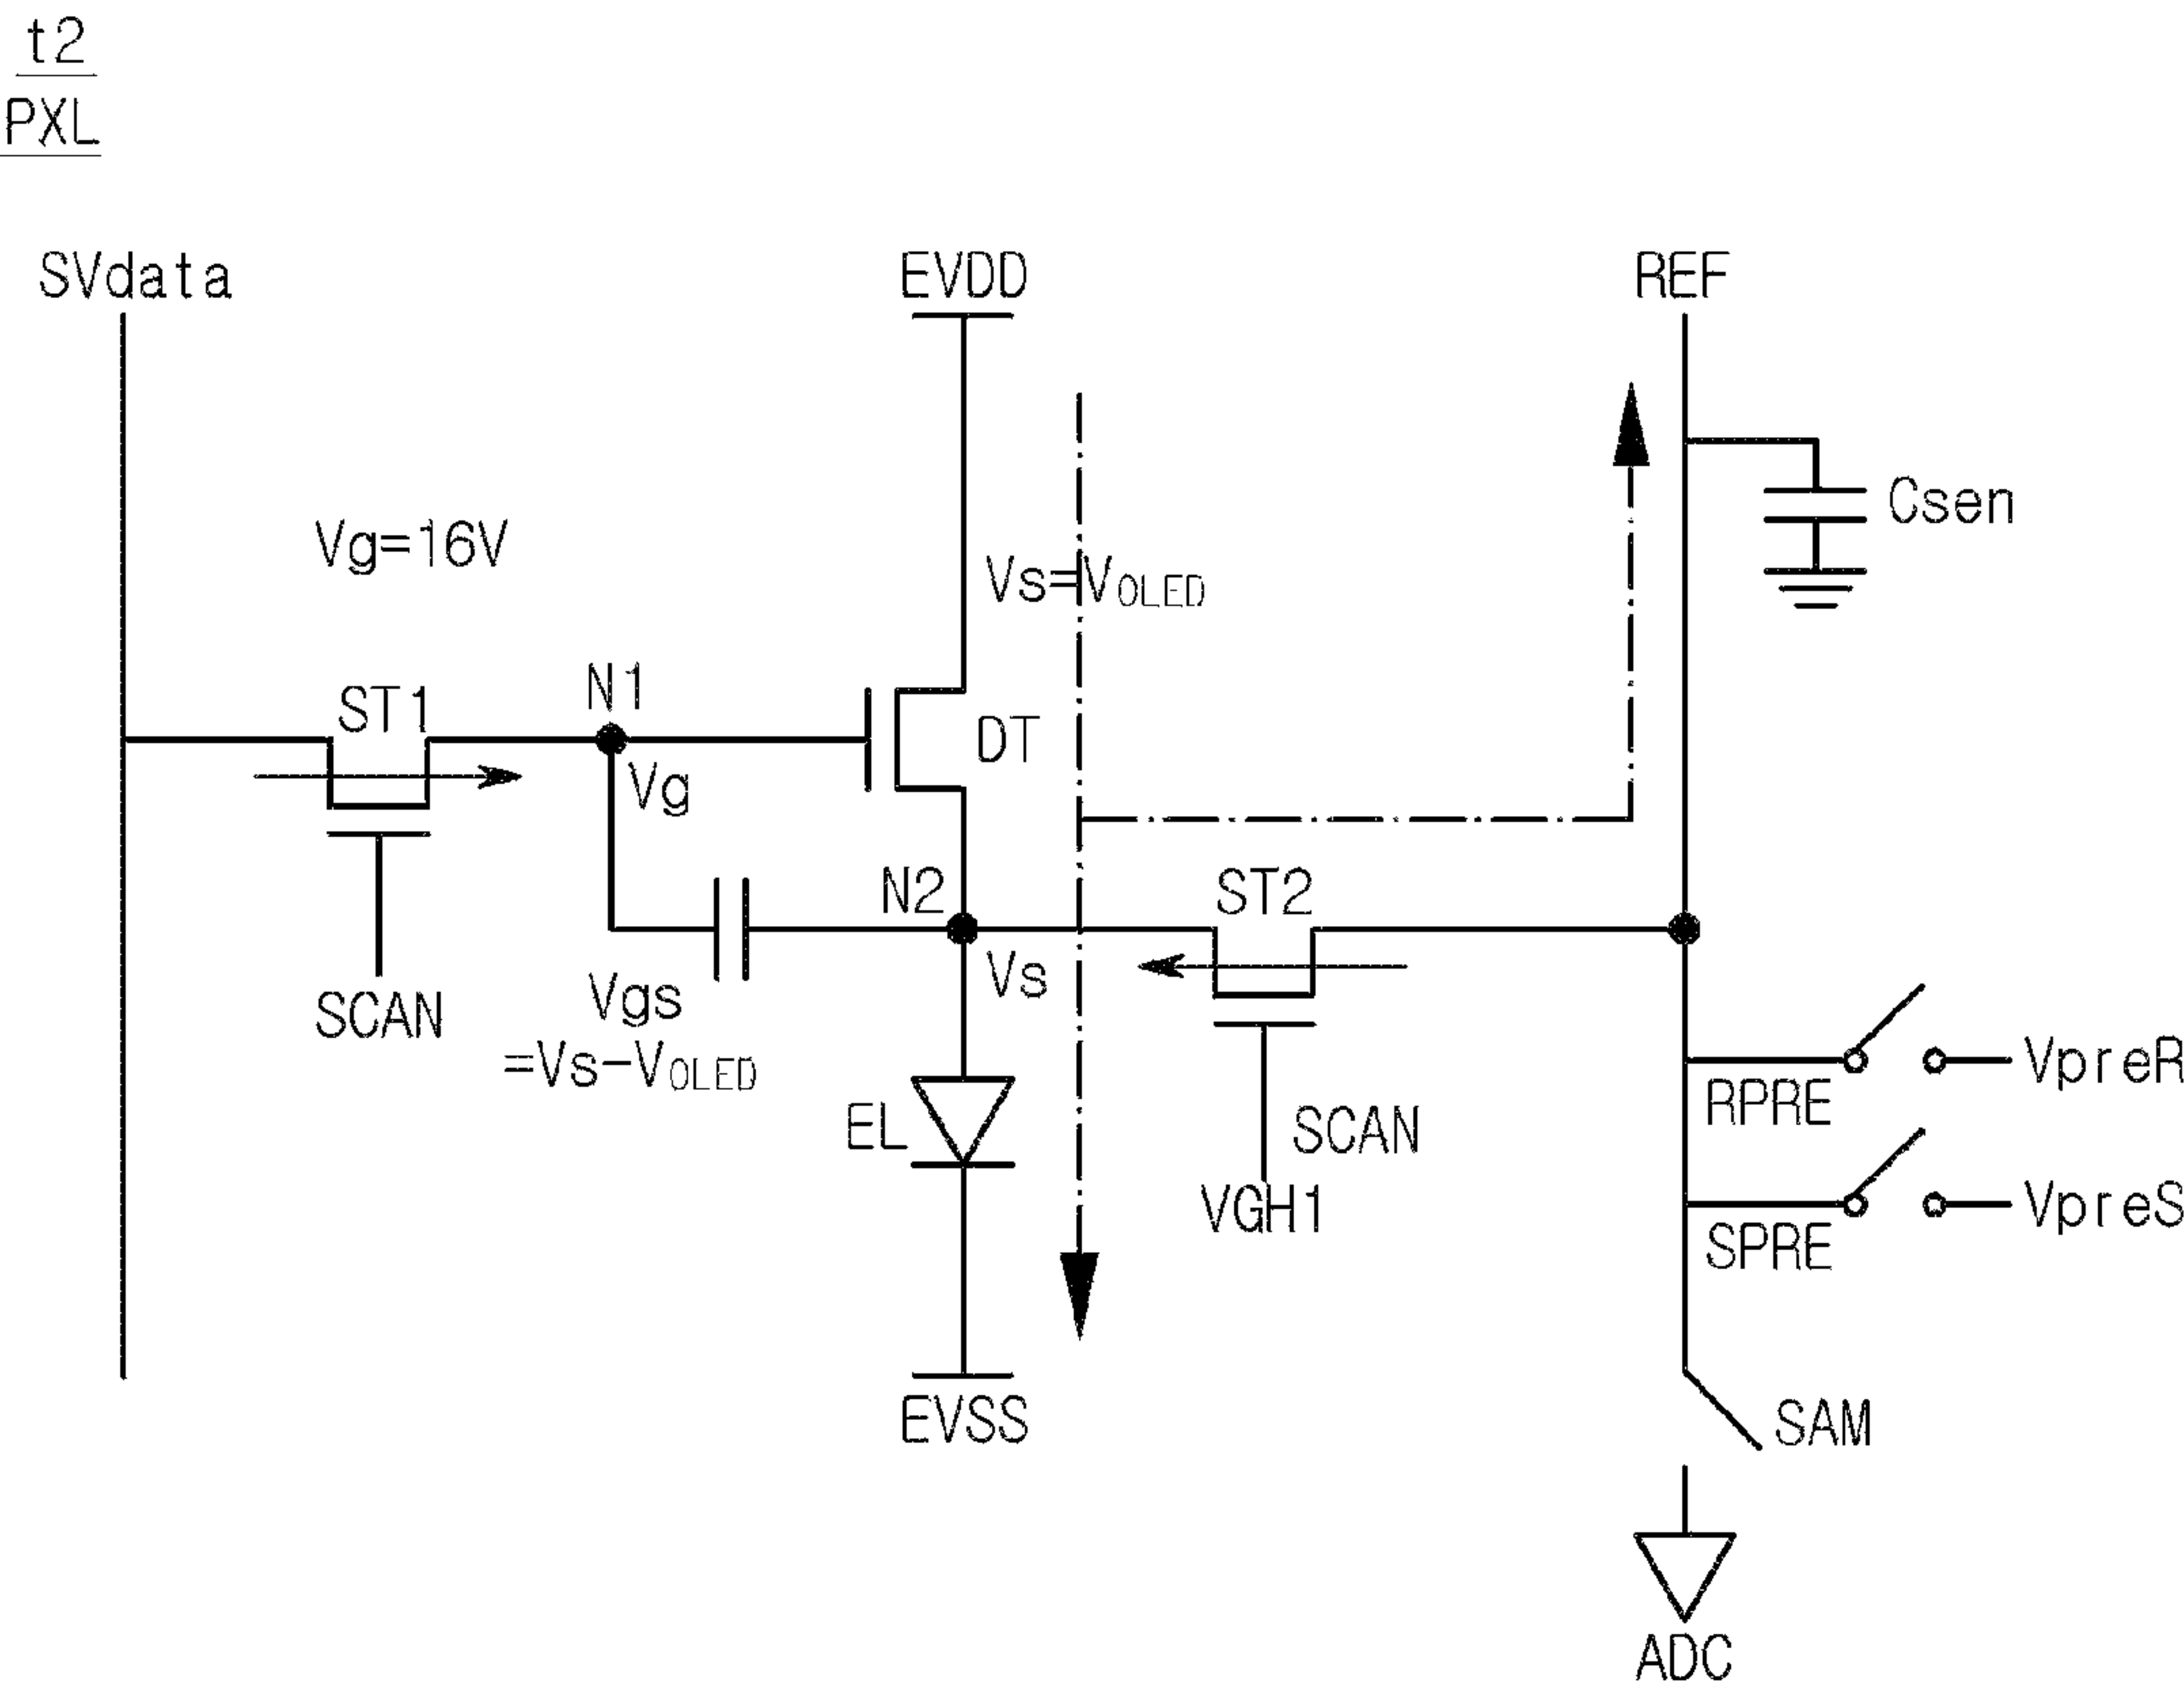 t2
PXL
SVdata
EVDD
REF
Csen
Vg=16V
Vs=VOLED
ST1
N1
DT
Vg
N2
ST2
Vs
Vgs
=Vs-VOLED
SCAN
EL
SCAN
VGH1
RPRE
VpreR
SPRE
VpreS
EVSS
SAM
ADC